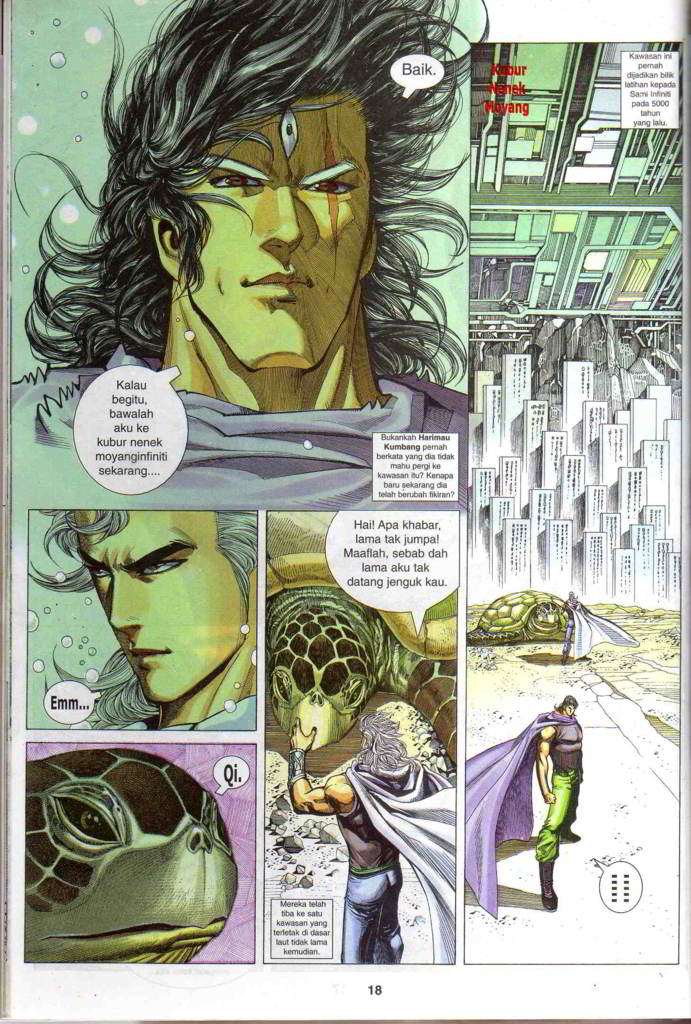 Baik.
Kalau
begitu,
bawalah
aku ke
kubur nenek
moyanginfiniti
sekarang....
Bukankah Harimau
Kumbang pernah
berkata yang dia tidak
mahu pergi ke
kawasan itu? Kenapa
baru sekarang dia
telah berubah fikiran?
Kubur
Nenek
Moyang
Kawasan ini
pernah
dijadikan bilik
latihan kepada
Sami Infiniti
pada 5000
tahun
yang lalu.
Emm...
Qi.
Hai! Apa khabar,
lama tak jumpa!
Maaflah, sebab dah
lama aku tak
datang jenguk kau.
Mereka telah
tiba ke satu
kawasan yang
terletak di dasar
laut tidak lama
kemudian.
18